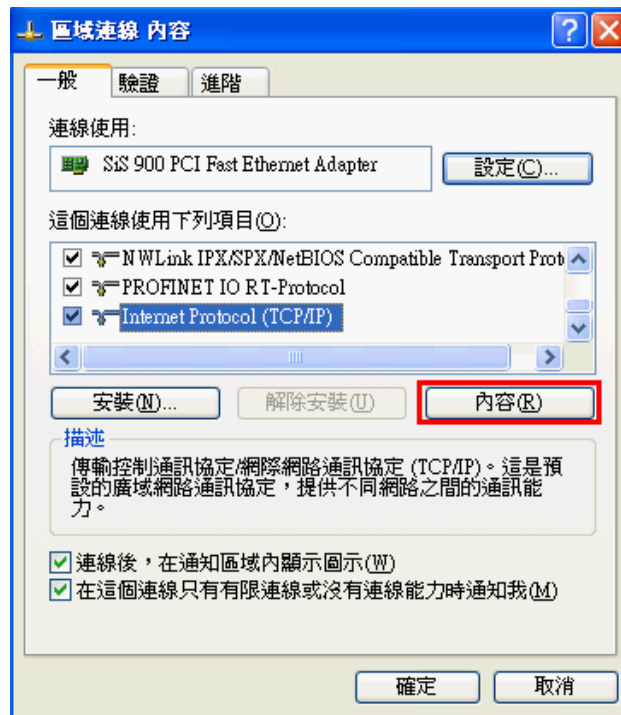 區域連線 內容
一般 驗證 進階
連線使用:
SiS 900 PCI Fast Ethernet Adapter 設定(C)...
這個連線使用下列項目(O):
NWLink IPX/SPX/NetBIOS Compatible Transport Prot
PROFINET IO RT-Protocol
Internet Protocol (TCP/IP)
安裝(N)... 解除安裝(U) 內容(R)
描述
傳輸控制通訊協定/網際網路通訊協定 (TCP/IP)。這是預
設的廣域網路通訊協定，提供不同網路之間的通訊能
力。
連線後，在通知區域內顯示圖示(W)
在這個連線只有有限連線或沒有連線能力時通知我(M)
確定 取消